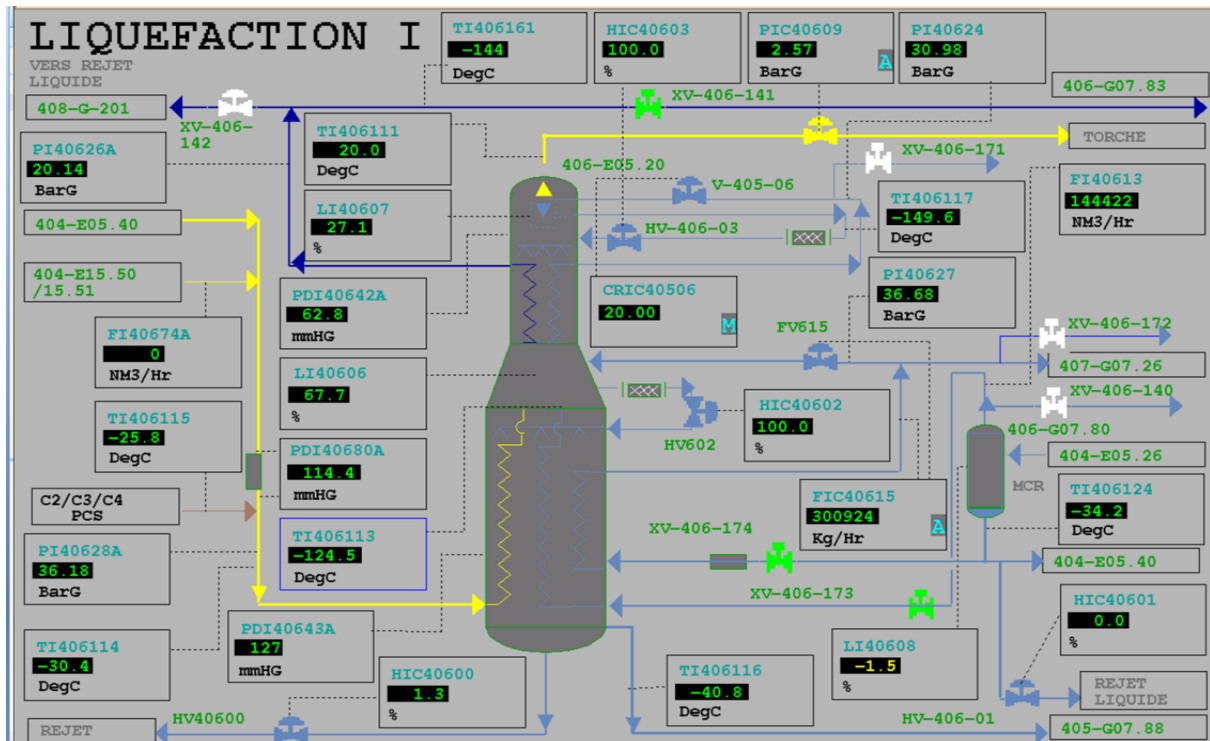 LIQUEFACTION I
VERS REJET
LIQUIDE
TI406161
-144
DegC
HIC40603
100.0
%
PIC40609
2.57
BarG
A
PI40624
30.98
BarG
408-G-201
XV-406-
142
XV-406-141
406-G07.83
PI40626A
20.14
BarG
TI406111
20.0
DegC
406-E05.20
TORCHE
XV-406-171
V-405-06
FI40613
144422
NM3/Hr
404-E05.40
LI40607
27.1
%
HV-406-03
TI406117
-149.6
DegC
404-E15.50
/15.51
PDI40642A
62.8
mmHG
CRIC40506
20.00
M
PI40627
36.68
BarG
FI40674A
0
NM3/Hr
FV615
XV-406-172
407-G07.26
LI40606
67.7
%
XV-406-140
TI406115
-25.8
DegC
HIC40602
100.0
%
HV602
406-G07.80
404-E05.26
PDI40680A
114.4
mmHG
MCR
C2/C3/C4
PCS
FIC40615
300924
Kg/Hr
A
TI406124
-34.2
DegC
TI406113
-124.5
DegC
XV-406-174
PI40628A
36.18
BarG
404-E05.40
XV-406-173
HIC40601
0.0
%
PDI40643A
127
mmHG
LI40608
-1.5
%
TI406114
-30.4
DegC
HIC40600
1.3
%
TI406116
-40.8
DegC
REJET
LIQUIDE
HV40600
HV-406-01
REJET
405-G07.88